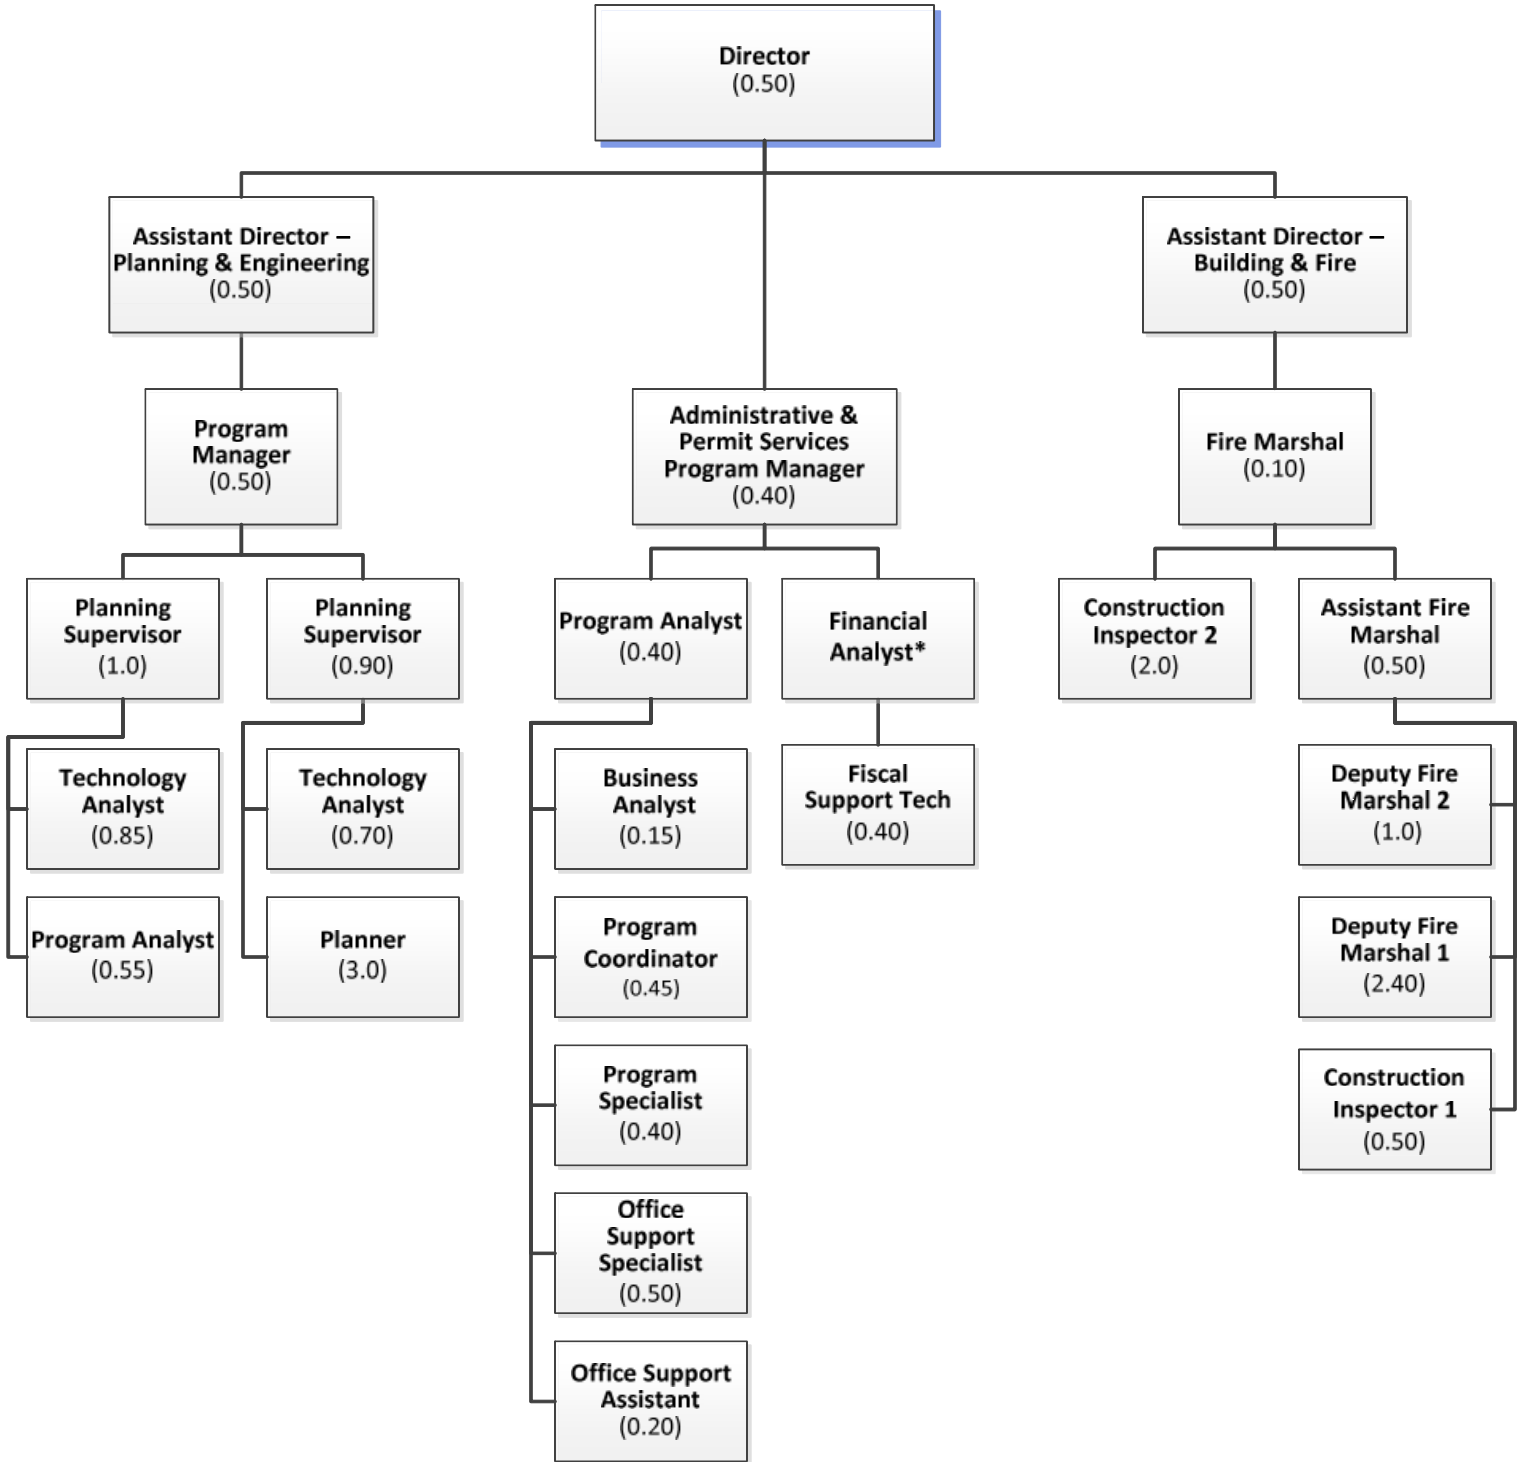 Director
(0.50)
Assistant Director –
Planning & Engineering
(0.50)
Assistant Director –
Building & Fire
(0.50)
Program
Manager
(0.50)
Administrative &
Permit Services
Program Manager
(0.40)
Fire Marshal
(0.10)
Planning
Supervisor
(1.0)
Planning
Supervisor
(0.90)
Program Analyst
(0.40)
Financial
Analyst*
Construction
Inspector 2
(2.0)
Assistant Fire
Marshal
(0.50)
Technology
Analyst
(0.85)
Technology
Analyst
(0.70)
Business
Analyst
(0.15)
Fiscal
Support Tech
(0.40)
Deputy Fire
Marshal 2
(1.0)
Program Analyst
(0.55)
Planner
(3.0)
Program
Coordinator
(0.45)
Deputy Fire
Marshal 1
(2.40)
Program
Specialist
(0.40)
Construction
Inspector 1
(0.50)
Office
Support
Specialist
(0.50)
Office Support
Assistant
(0.20)